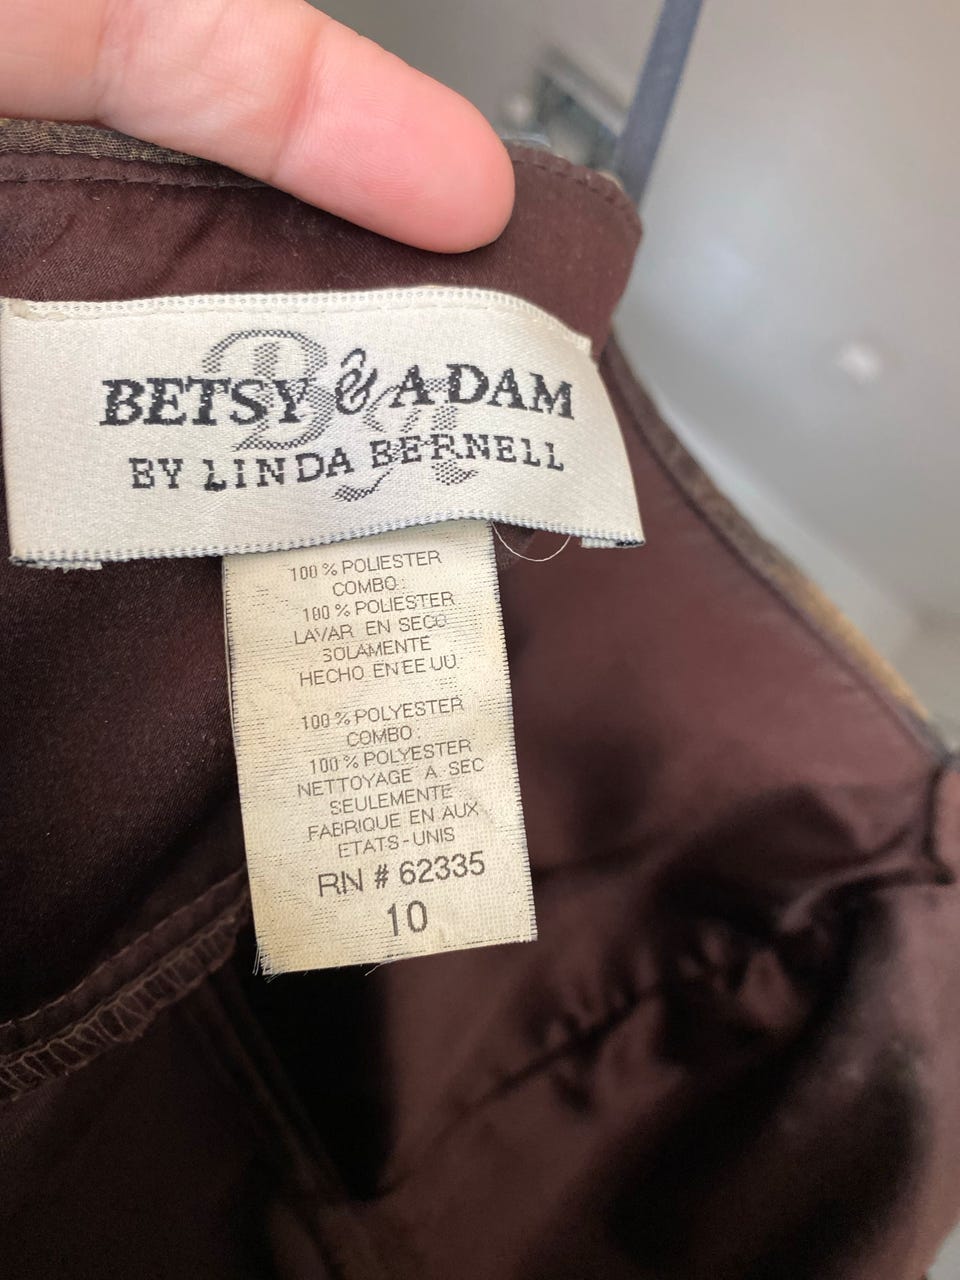 BETSY & ADAM
BY LINDA BERNELL
100 % POLIESTER
COMBO:
100 % POLIESTER
LAVAR EN SECO
SOLAMENTE
HECHO EN EE UU.
100 % POLYESTER
COMBO:
100 % POLYESTER
NETTOYAGE A SEC
SEULEMENTE
FABRIQUE EN AUX
ETATS-UNIS
RN # 62335
10